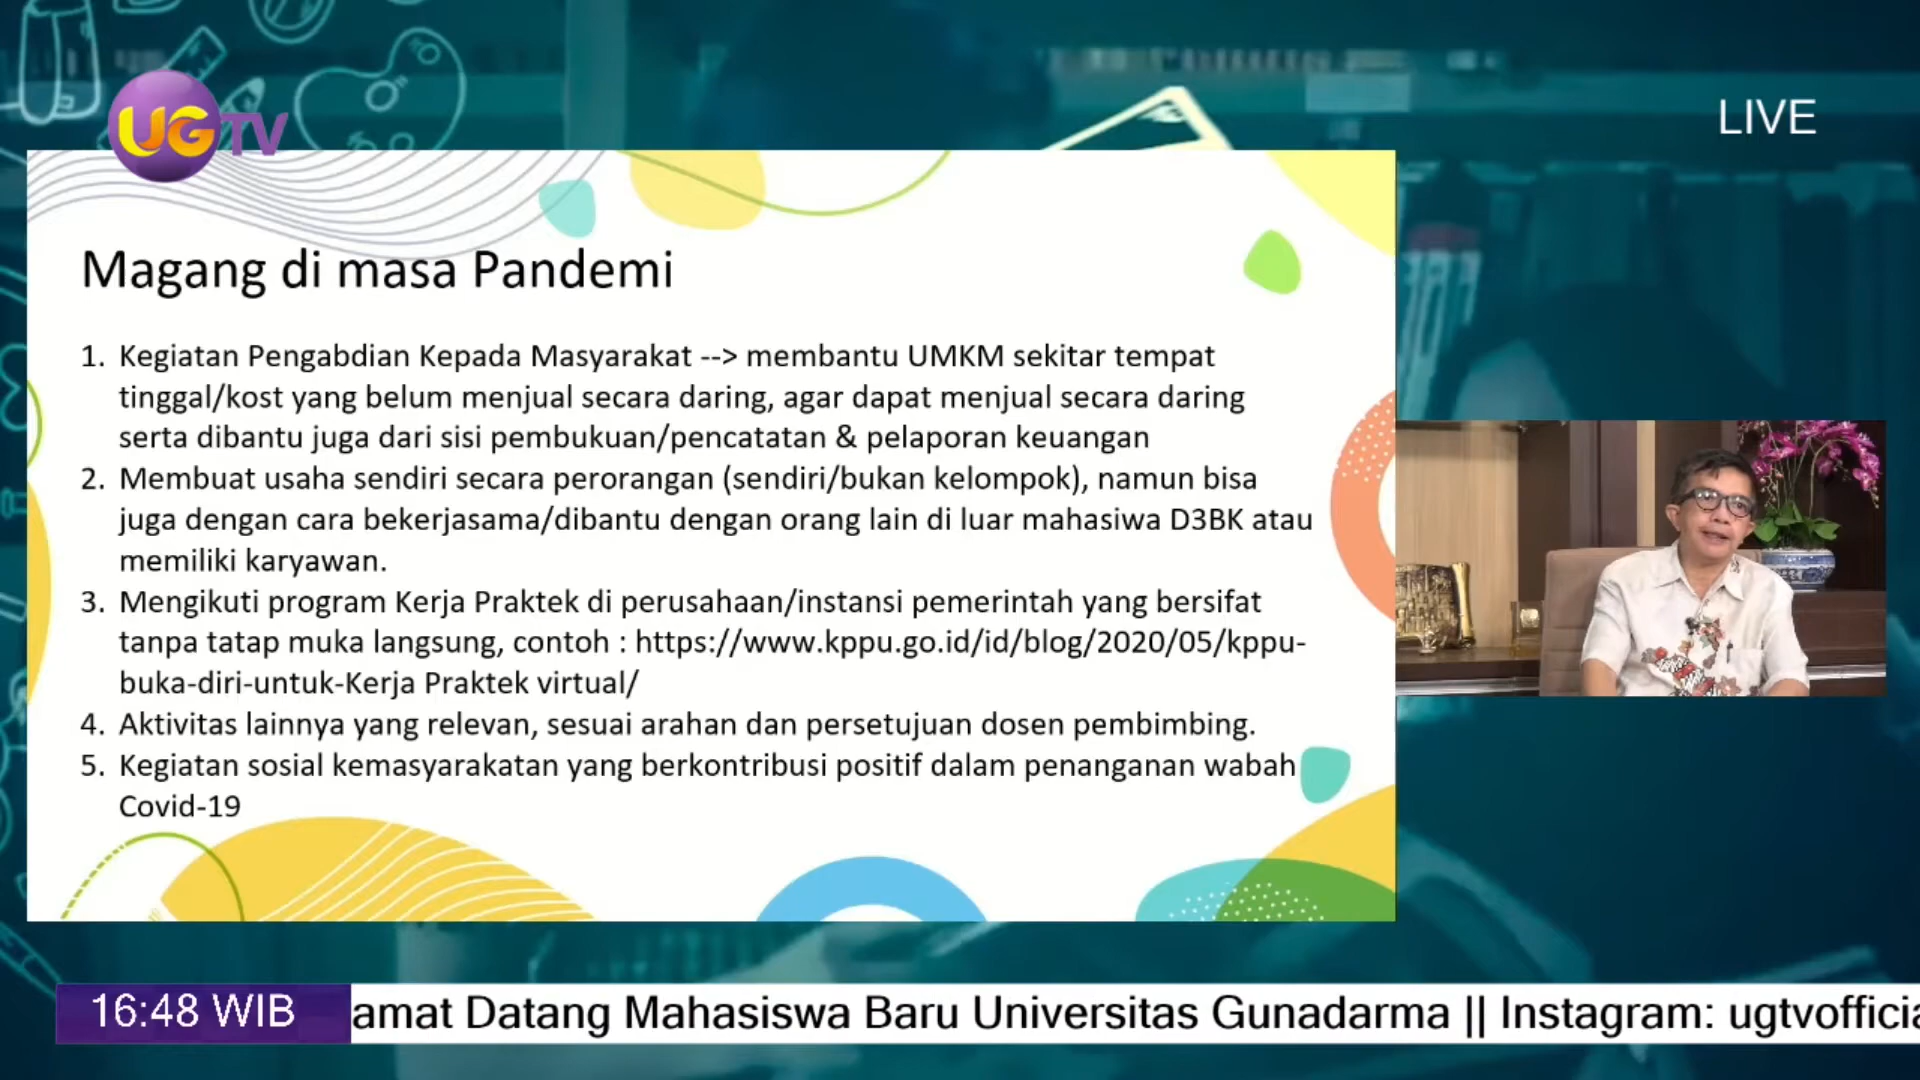 UGTV
LIVE
Magang di masa Pandemi
1. Kegiatan Pengabdian Kepada Masyarakat --> membantu UMKM sekitar tempat
tinggal/kost yang belum menjual secara daring, agar dapat menjual secara daring
serta dibantu juga dari sisi pembukuan/pencatatan & pelaporan keuangan
2. Membuat usaha sendiri secara perorangan (sendiri/bukan kelompok), namun bisa
juga dengan cara bekerjasama/dibantu dengan orang lain di luar mahasiwa D3BK atau
memiliki karyawan.
3. Mengikuti program Kerja Praktek di perusahaan/instansi pemerintah yang bersifat
tanpa tatap muka langsung, contoh : https://www.kppu.go.id/id/blog/2020/05/kppu-
buka-diri-untuk-Kerja Praktek virtual/
4. Aktivitas lainnya yang relevan, sesuai arahan dan persetujuan dosen pembimbing.
5. Kegiatan sosial kemasyarakatan yang berkontribusi positif dalam penanganan wabah
Covid-19
16:48 WIB
amat Datang Mahasiswa Baru Universitas Gunadarma || Instagram: ugtvofficia